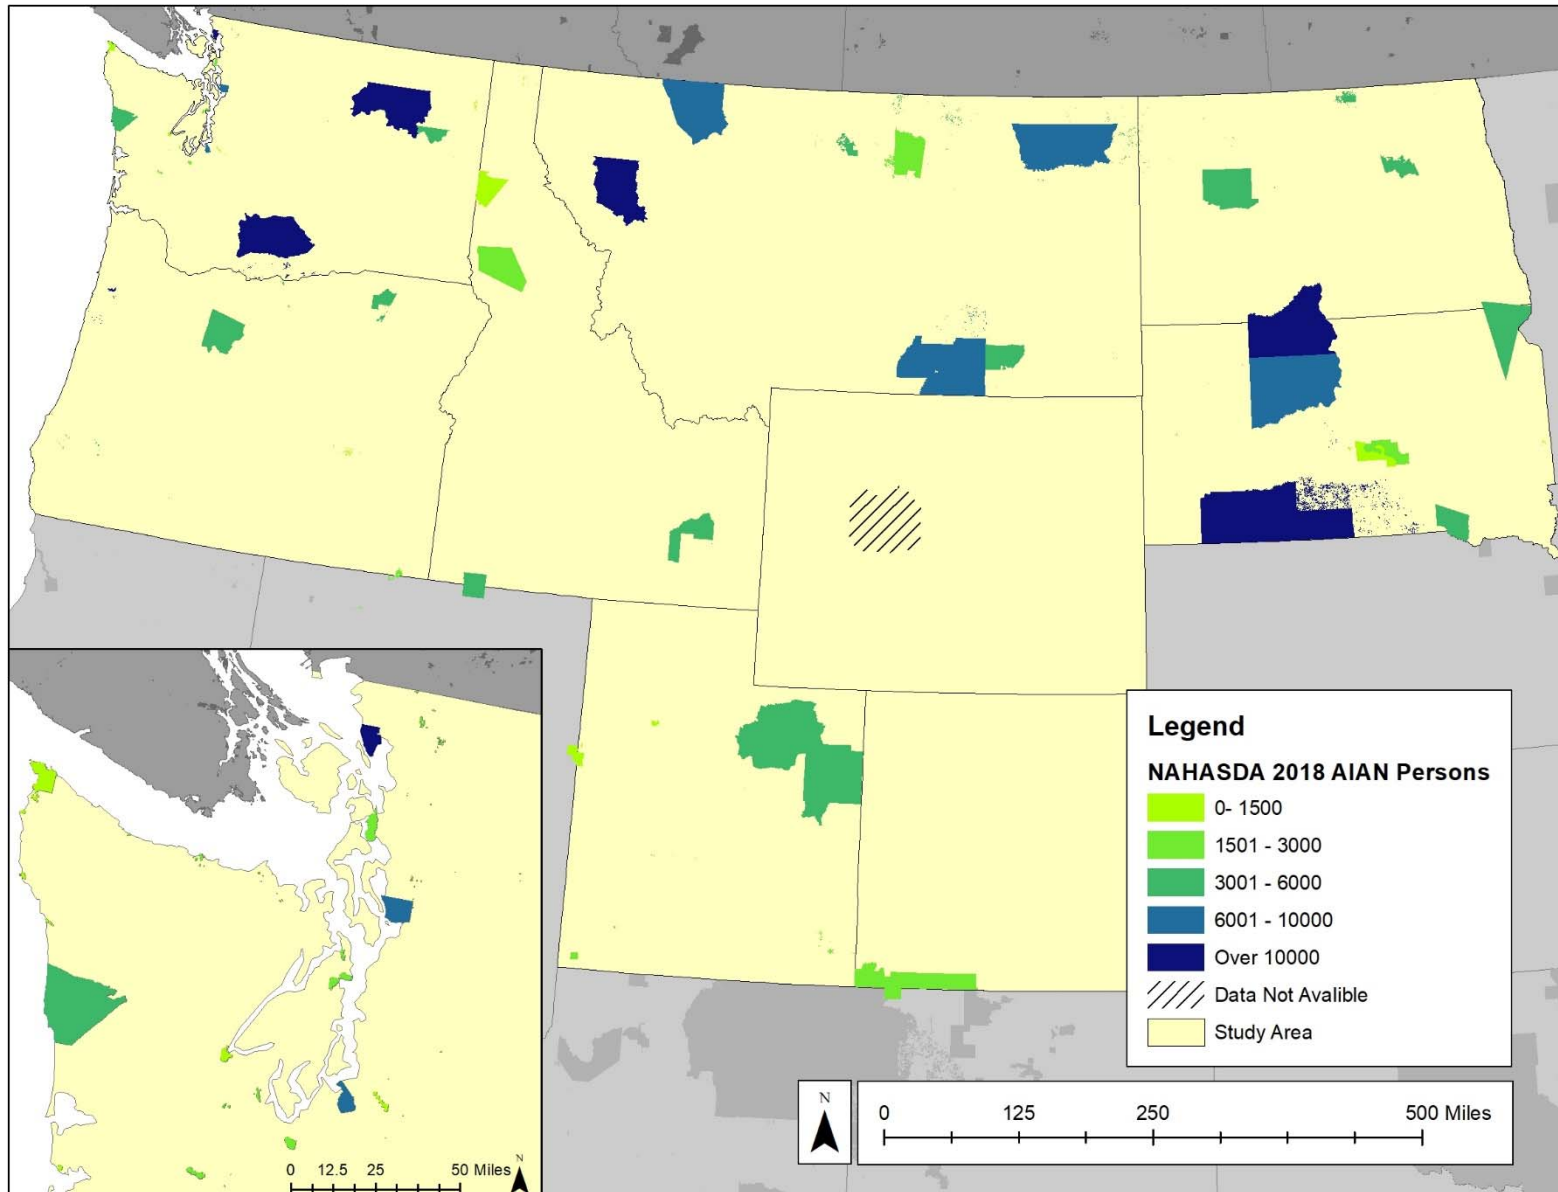 Legend
NAHASDA 2018 AIAN Persons
0- 1500
1501 - 3000
3001 - 6000
6001 - 10000
Over 10000
Data Not Avalible
Study Area
N
0 125 250 500 Miles
N
0 12.5 25 50 Miles